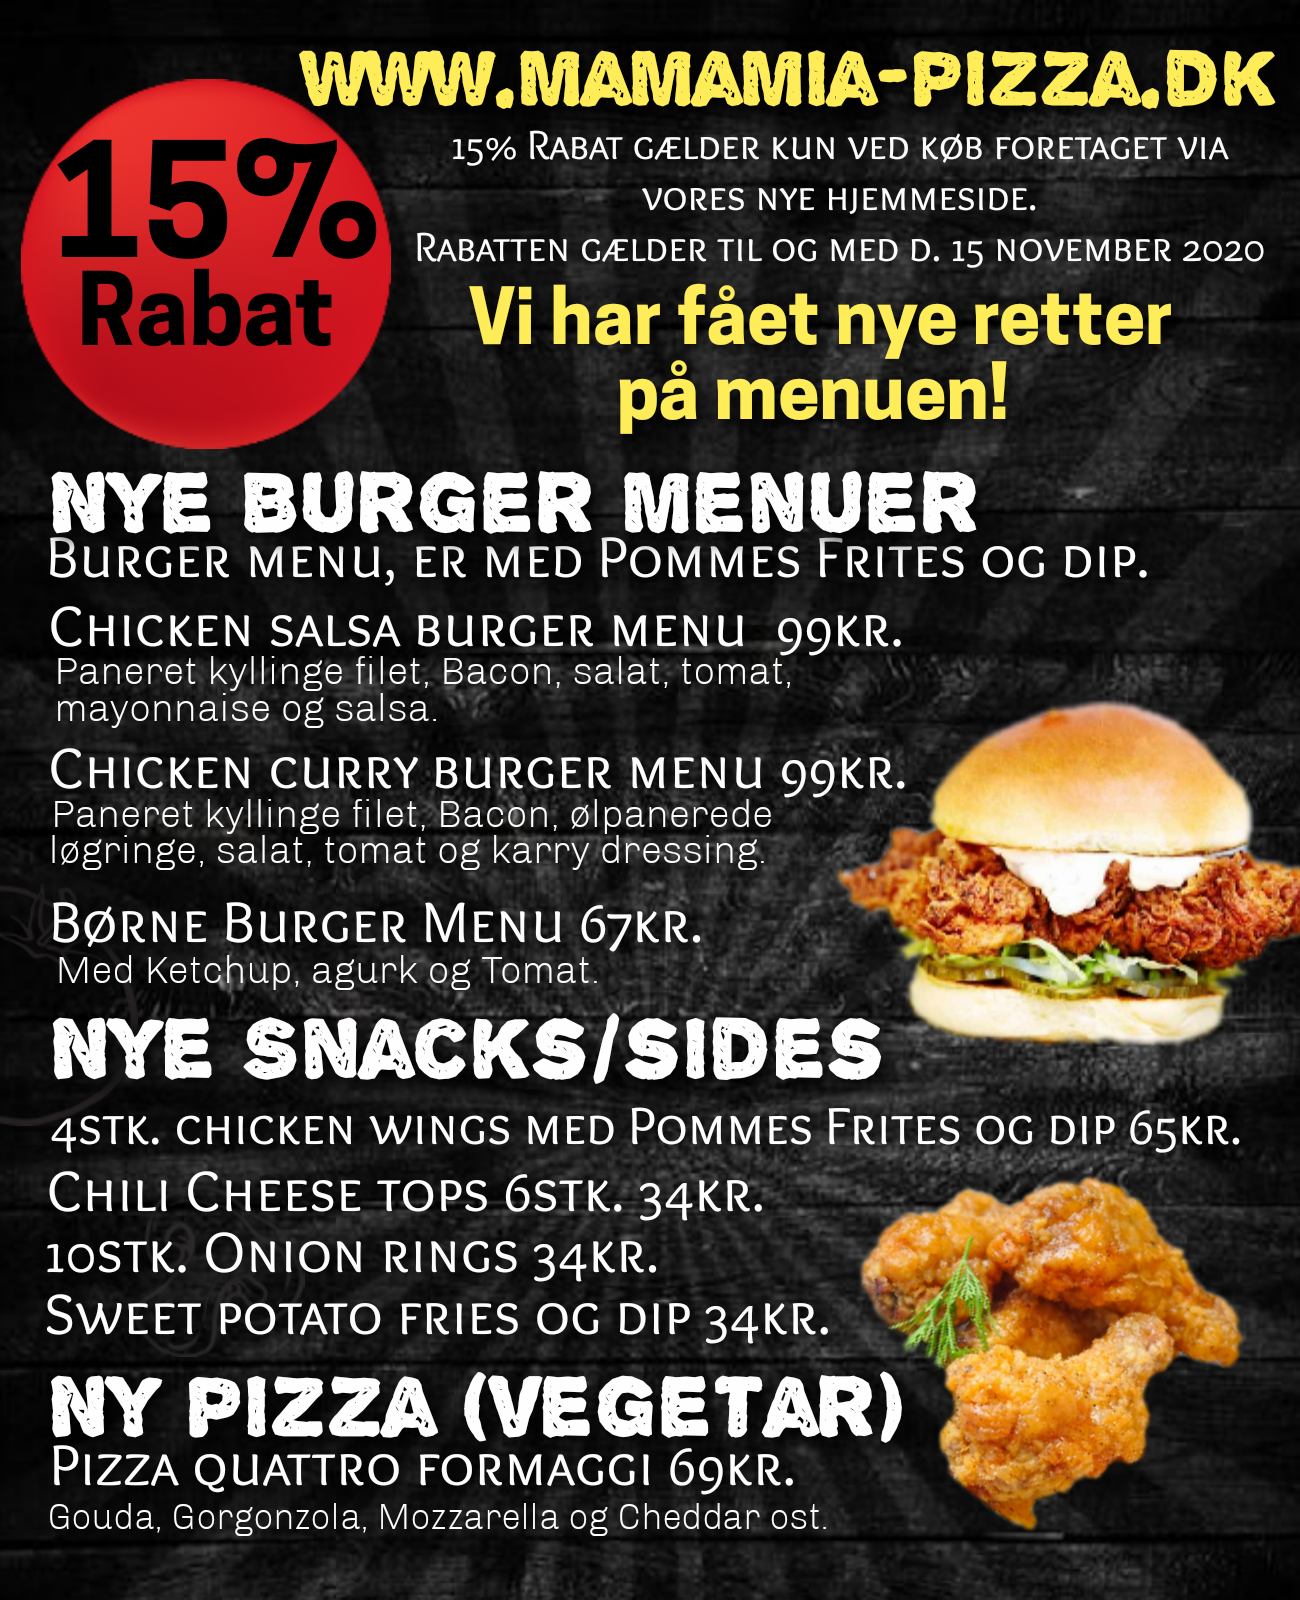 WWW.MAMAMIA-PIZZA.DK
15%
Rabat
15% Rabat gælder kun ved køb foretaget via
vores nye hjemmeside.
Rabatten gælder til og med d. 15 november 2020
Vi har fået nye retter
på menuen!
NYE BURGER MENUER
Burger menu, er med Pommes Frites og dip.
Chicken salsa burger menu 99kr.
Paneret kyllinge filet, Bacon, salat, tomat,
mayonnaise og salsa.
Chicken curry burger menu 99kr.
Paneret kyllinge filet, Bacon, ølpanerede
løgringe, salat, tomat og karry dressing.
Børne Burger Menu 67kr.
Med Ketchup, agurk og Tomat.
NYE SNACKS/SIDES
4stk. chicken wings med Pommes Frites og dip 65kr.
Chili Cheese tops 6stk. 34kr.
10stk. Onion rings 34kr.
Sweet potato fries og dip 34kr.
NY PIZZA (VEGETAR)
Pizza quattro formaggi 69kr.
Gouda, Gorgonzola, Mozzarella og Cheddar ost.